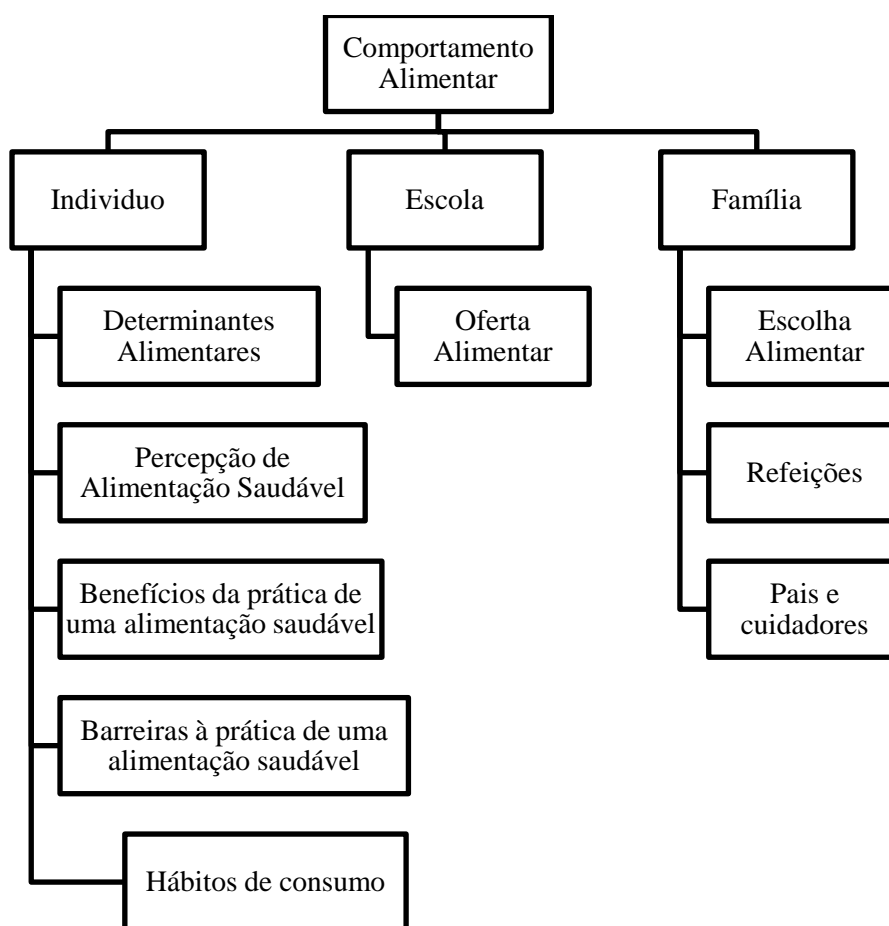 Comportamento
Alimentar
Individuo
Escola
Família
Determinantes
Alimentares
Percepção de
Alimentação Saudável
Benefícios da prática de
uma alimentação saudável
Barreiras à prática de uma
alimentação saudável
Hábitos de consumo
Oferta
Alimentar
Escolha
Alimentar
Refeições
Pais e
cuidadores